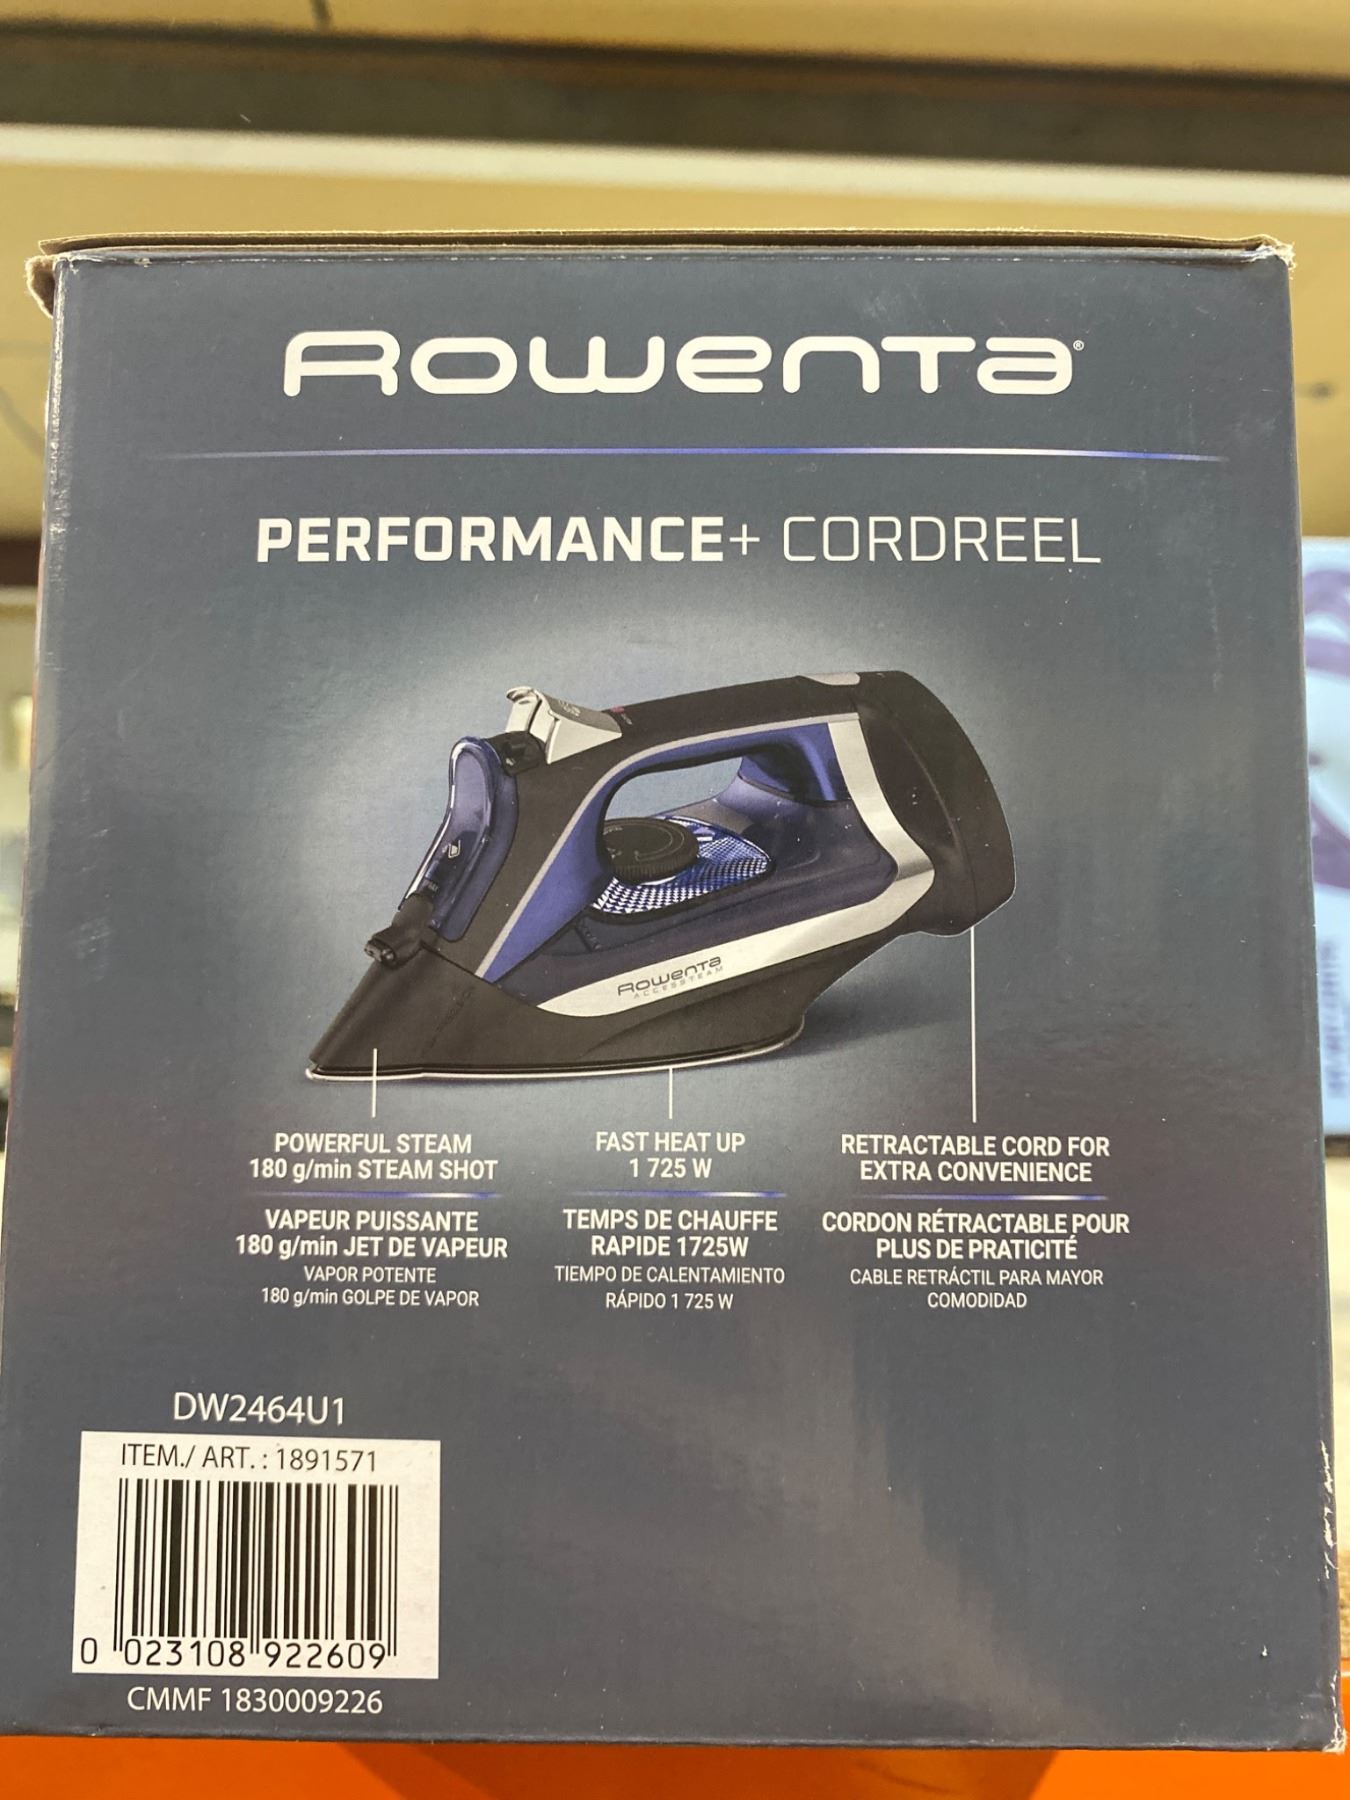 ROWENTA®
PERFORMANCE+ CORDREEL
ROWENTA
ACCESSTEAM
POWERFUL STEAM
180 g/min STEAM SHOT
VAPEUR PUISSANTE
180 g/min JET DE VAPEUR
VAPOR POTENTE
180 g/min GOLPE DE VAPOR
FAST HEAT UP
1 725 W
TEMPS DE CHAUFFE
RAPIDE 1725W
TIEMPO DE CALENTAMIENTO
RÁPIDO 1 725 W
RETRACTABLE CORD FOR
EXTRA CONVENIENCE
CORDON RÉTRACTABLE POUR
PLUS DE PRATICITÉ
CABLE RETRÁCTIL PARA MAYOR
COMODIDAD
DW2464U1
ITEM./ ART. : 1891571
0 023108 922609
CMMF 1830009226